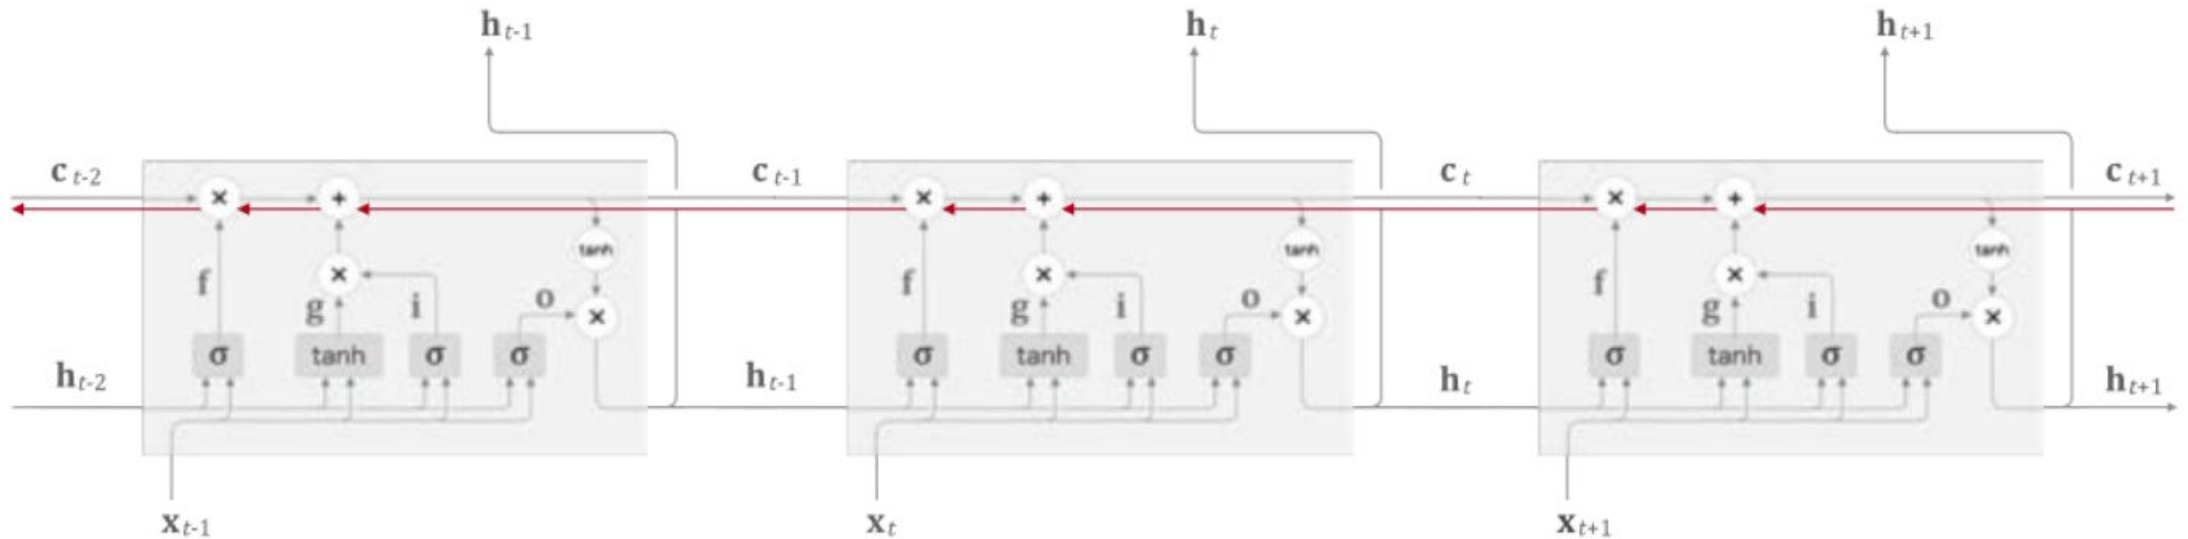 h t-1 h t h t+1
c t-2 c t-1 c t c t+1
× + × + × +
tanh tanh tanh
f × f × f ×
g i o × g i o × g i o ×
σ tanh σ σ σ tanh σ σ σ tanh σ σ
h t-2 h t-1 h t h t+1
x t-1 x t x t+1